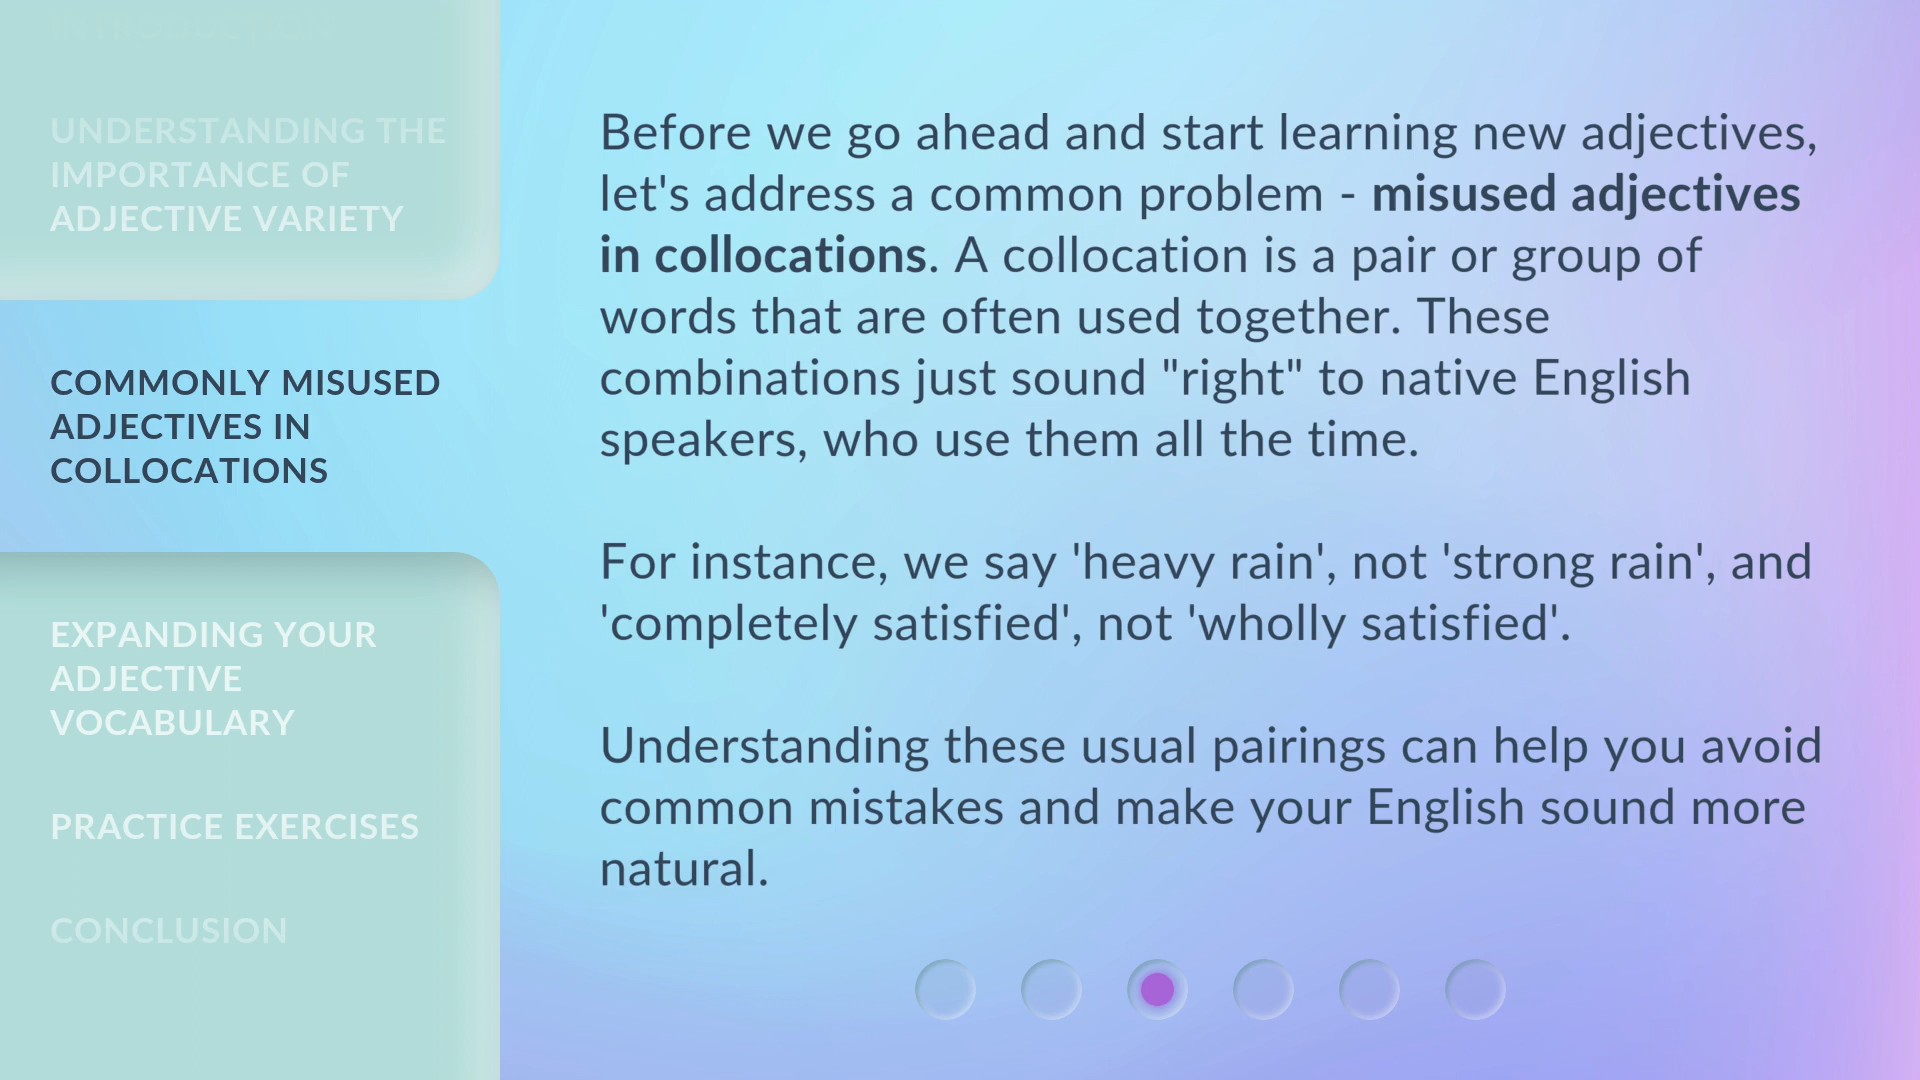 INTRODUCTION
UNDERSTANDING THE
IMPORTANCE OF
ADJECTIVE VARIETY
COMMONLY MISUSED
ADJECTIVES IN
COLLOCATIONS
EXPANDING YOUR
ADJECTIVE
VOCABULARY
PRACTICE EXERCISES
CONCLUSION
Before we go ahead and start learning new adjectives,
let's address a common problem - misused adjectives
in collocations. A collocation is a pair or group of
words that are often used together. These
combinations just sound "right" to native English
speakers, who use them all the time.
For instance, we say 'heavy rain', not 'strong rain', and
'completely satisfied', not 'wholly satisfied'.
Understanding these usual pairings can help you avoid
common mistakes and make your English sound more
natural.